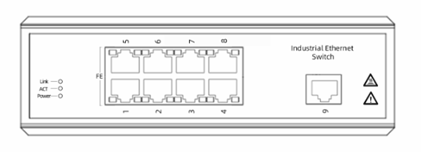 5 6 7 8
Industrial Ethernet
Switch
FE
Link
ACT
Power
1 2 3 4
9